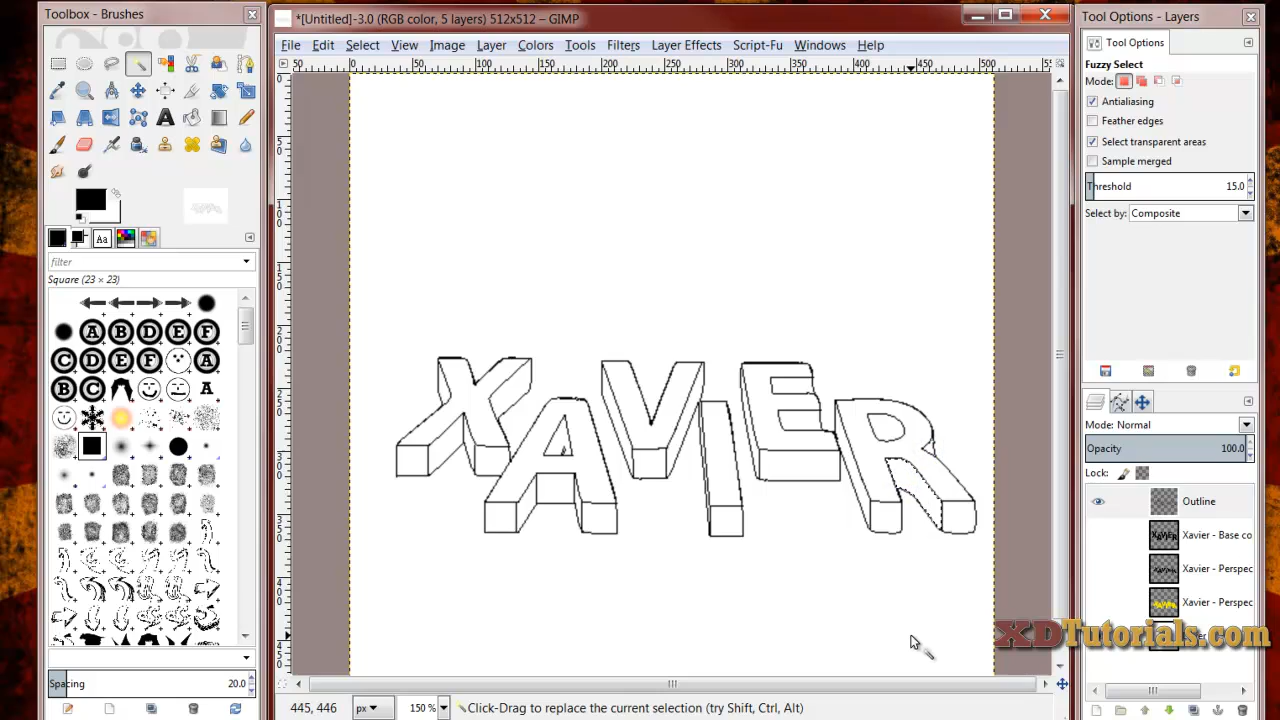 Toolbox - Brushes
*[Untitled]-3.0 (RGB color, 5 layers) 512x512 – GIMP
Tool Options - Layers
File Edit Select View Image Layer Colors Tools Filters Layer Effects Script-Fu Windows Help
Tool Options
Fuzzy Select
Mode:
Antialiasing
Feather edges
Select transparent areas
Sample merged
Threshold 15.0
Select by: Composite
filter
Square (23 × 23)
A B D E F
C D E F A
B C A
XAVIER
Mode: Normal
Opacity 100.0
Lock:
Outline
Xavier - Base co
Xavier - Perspec
Xavier - Perspec
XDTutorials.com
Spacing 20.0
445, 446 px 150 % Click-Drag to replace the current selection (try Shift, Ctrl, Alt)